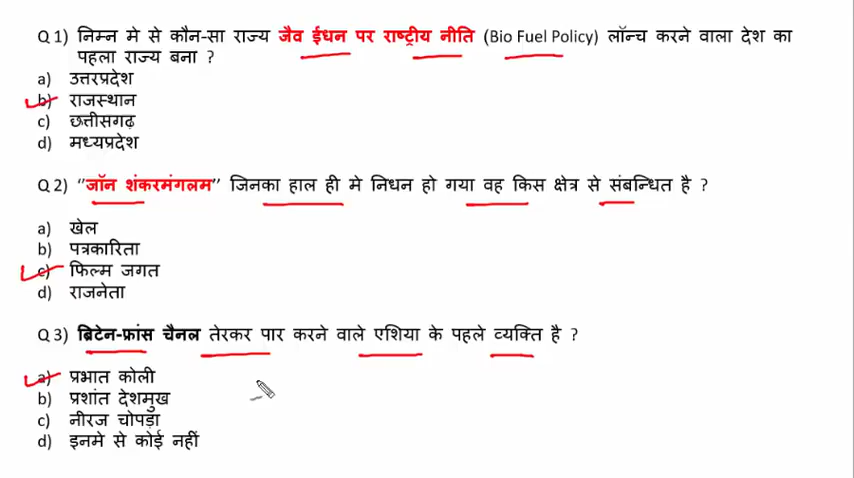 Q 1) निम्न मे से कौन-सा राज्य जैव ईधन पर राष्ट्रीय नीति (Bio Fuel Policy) लॉन्च करने वाला देश का
पहला राज्य बना ?
a) उत्तरप्रदेश
b) राजस्थान
c) छत्तीसगढ़
d) मध्यप्रदेश
Q 2) ‘’जॉन शंकरमंगलम’’ जिनका हाल ही मे निधन हो गया वह किस क्षेत्र से संबन्धित है ?
a) खेल
b) पत्रकारिता
c) फिल्म जगत
d) राजनेता
Q 3) ब्रिटेन-फ्रांस चैनल तेरकर पार करने वाले एशिया के पहले व्यक्ति है ?
a) प्रभात कोली
b) प्रशांत देशमुख
c) नीरज चोपड़ा
d) इनमे से कोई नहीं